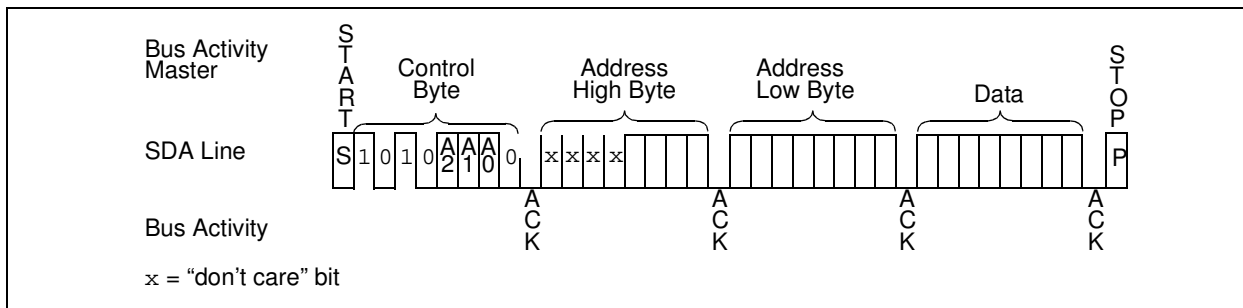 Bus Activity
Master
START
Control
Byte
Address
High Byte
Address
Low Byte
Data
STOP
SDA Line
S 1 0 1 0 A2 A1 A0 0 x x x x P
ACK ACK ACK ACK
Bus Activity
x = “don’t care” bit